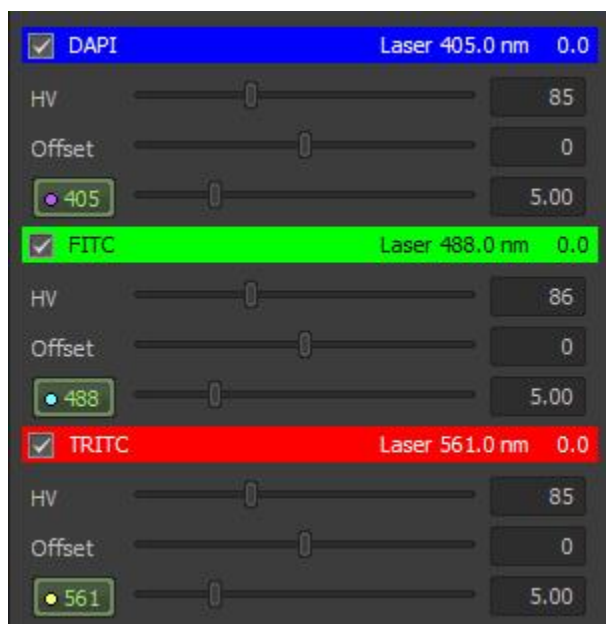 DAPI Laser 405.0 nm 0.0
HV 85
Offset 0
405 5.00
FITC Laser 488.0 nm 0.0
HV 86
Offset 0
488 5.00
TRITC Laser 561.0 nm 0.0
HV 85
Offset 0
561 5.00